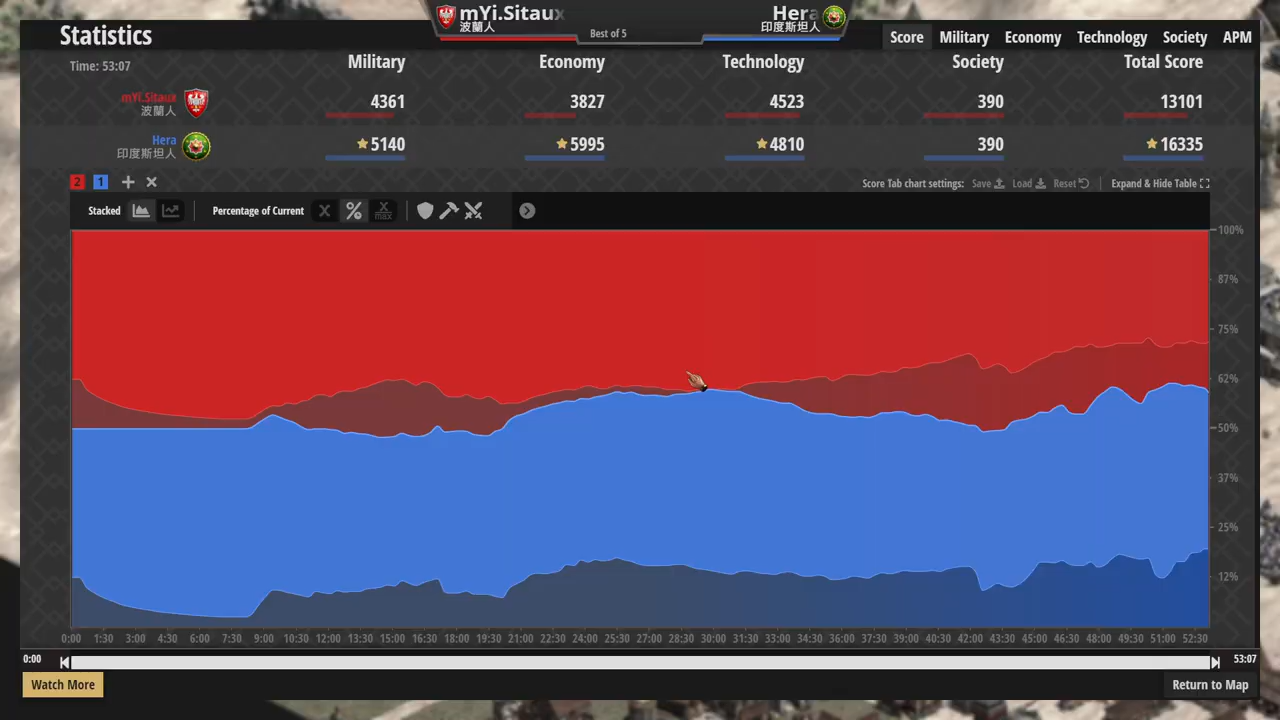 mYi.Sitaux
波蘭人
Best of 5
Hera
印度斯坦人
Statistics
Score Military Economy Technology Society APM
Time: 53:07
Military Economy Technology Society Total Score
mYi.Sitaux
波蘭人
4361 3827 4523 390 13101
Hera
印度斯坦人
5140 5995 4810 390 16335
2 1
Score Tab chart settings: Save Load Reset Expand & Hide Table
Stacked Percentage of Current X % X max
100%
87%
75%
62%
50%
37%
25%
12%
0:00 1:30 3:00 4:30 6:00 7:30 9:00 10:30 12:00 13:30 15:00 16:30 18:00 19:30 21:00 22:30 24:00 25:30 27:00 28:30 30:00 31:30 33:00 34:30 36:00 37:30 39:00 40:30 42:00 43:30 45:00 46:30 48:00 49:30 51:00 52:30
0:00 53:07
Watch More Return to Map